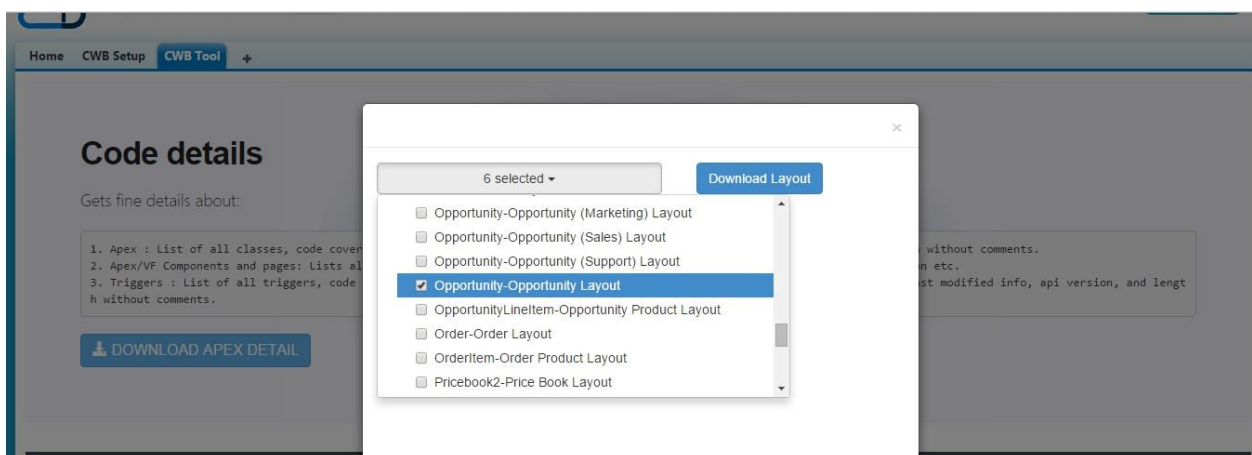 Home CWB Setup CWB Tool +
×
Code details
6 selected
Download Layout
Gets fine details about:
Opportunity-Opportunity (Marketing) Layout
Opportunity-Opportunity (Sales) Layout
Opportunity-Opportunity (Support) Layout
Opportunity-Opportunity Layout
OpportunityLineItem-Opportunity Product Layout
Order-Order Layout
OrderItem-Order Product Layout
Pricebook2-Price Book Layout
1. Apex : List of all classes, code cover without comments.
2. Apex/VF Components and pages: Lists al etc.
3. Triggers : List of all triggers, code modified info, api version, and lengt
h without comments.
DOWNLOAD APEX DETAIL